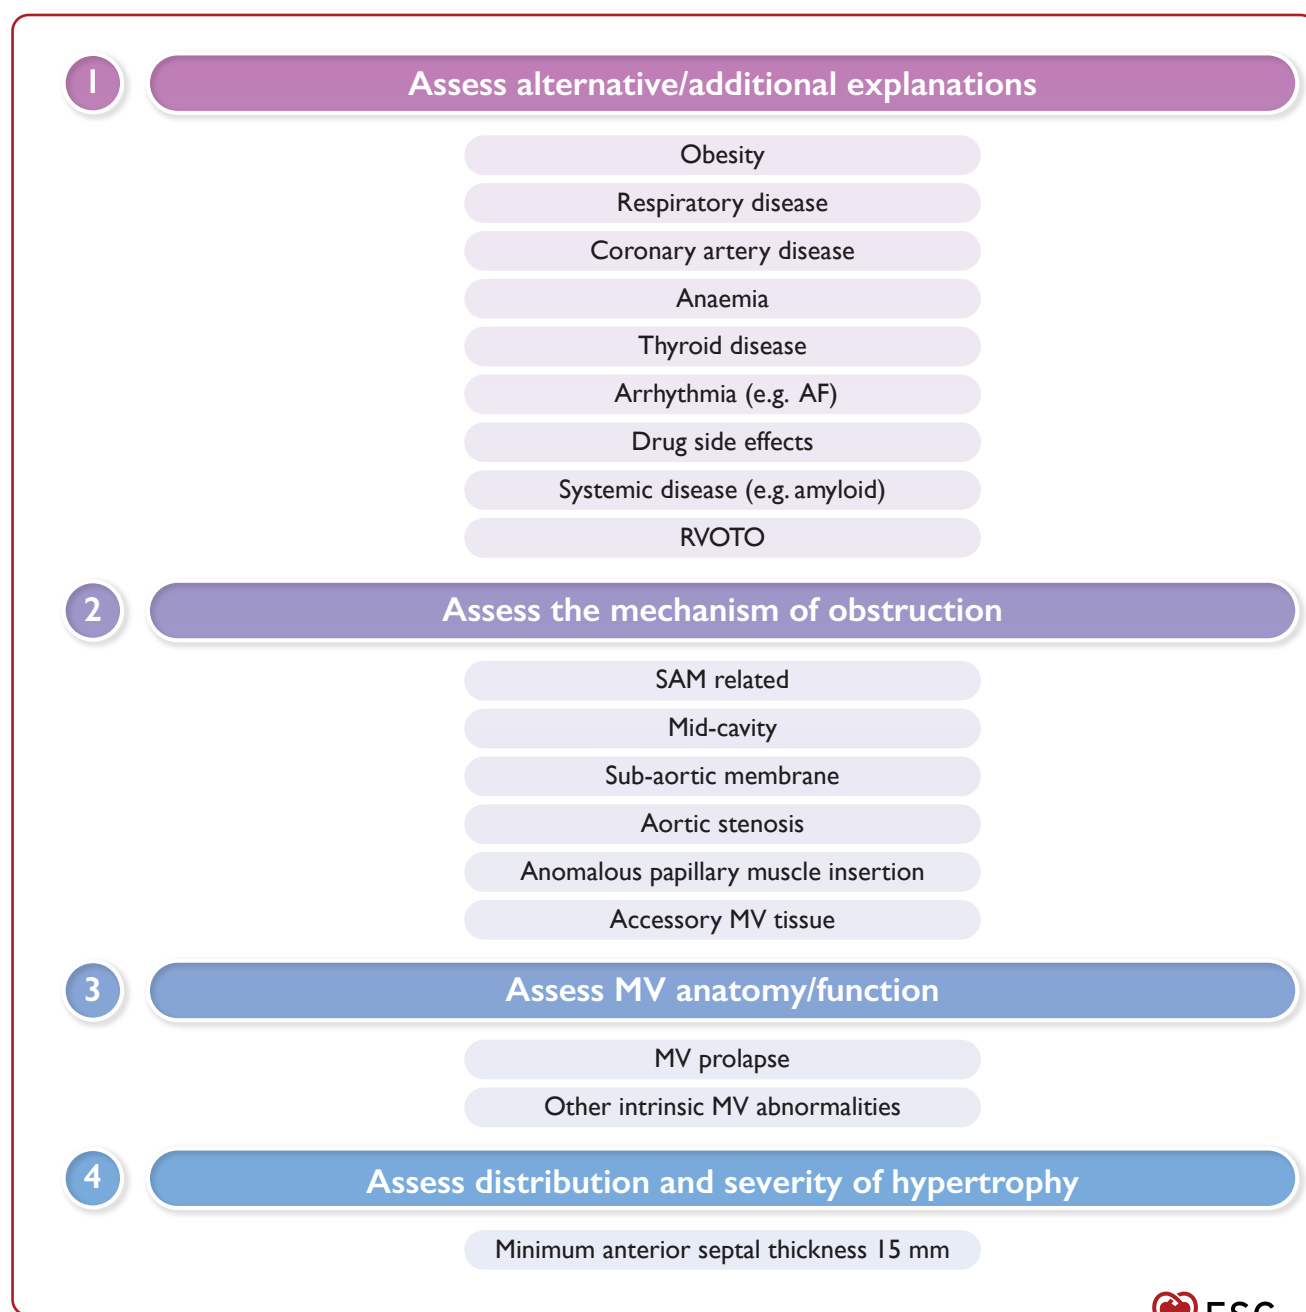 1
Assess alternative/additional explanations
Obesity
Respiratory disease
Coronary artery disease
Anaemia
Thyroid disease
Arrhythmia (e.g. AF)
Drug side effects
Systemic disease (e.g. amyloid)
RVOTO
2
Assess the mechanism of obstruction
SAM related
Mid-cavity
Sub-aortic membrane
Aortic stenosis
Anomalous papillary muscle insertion
Accessory MV tissue
3
Assess MV anatomy/function
MV prolapse
Other intrinsic MV abnormalities
4
Assess distribution and severity of hypertrophy
Minimum anterior septal thickness 15 mm
ESC